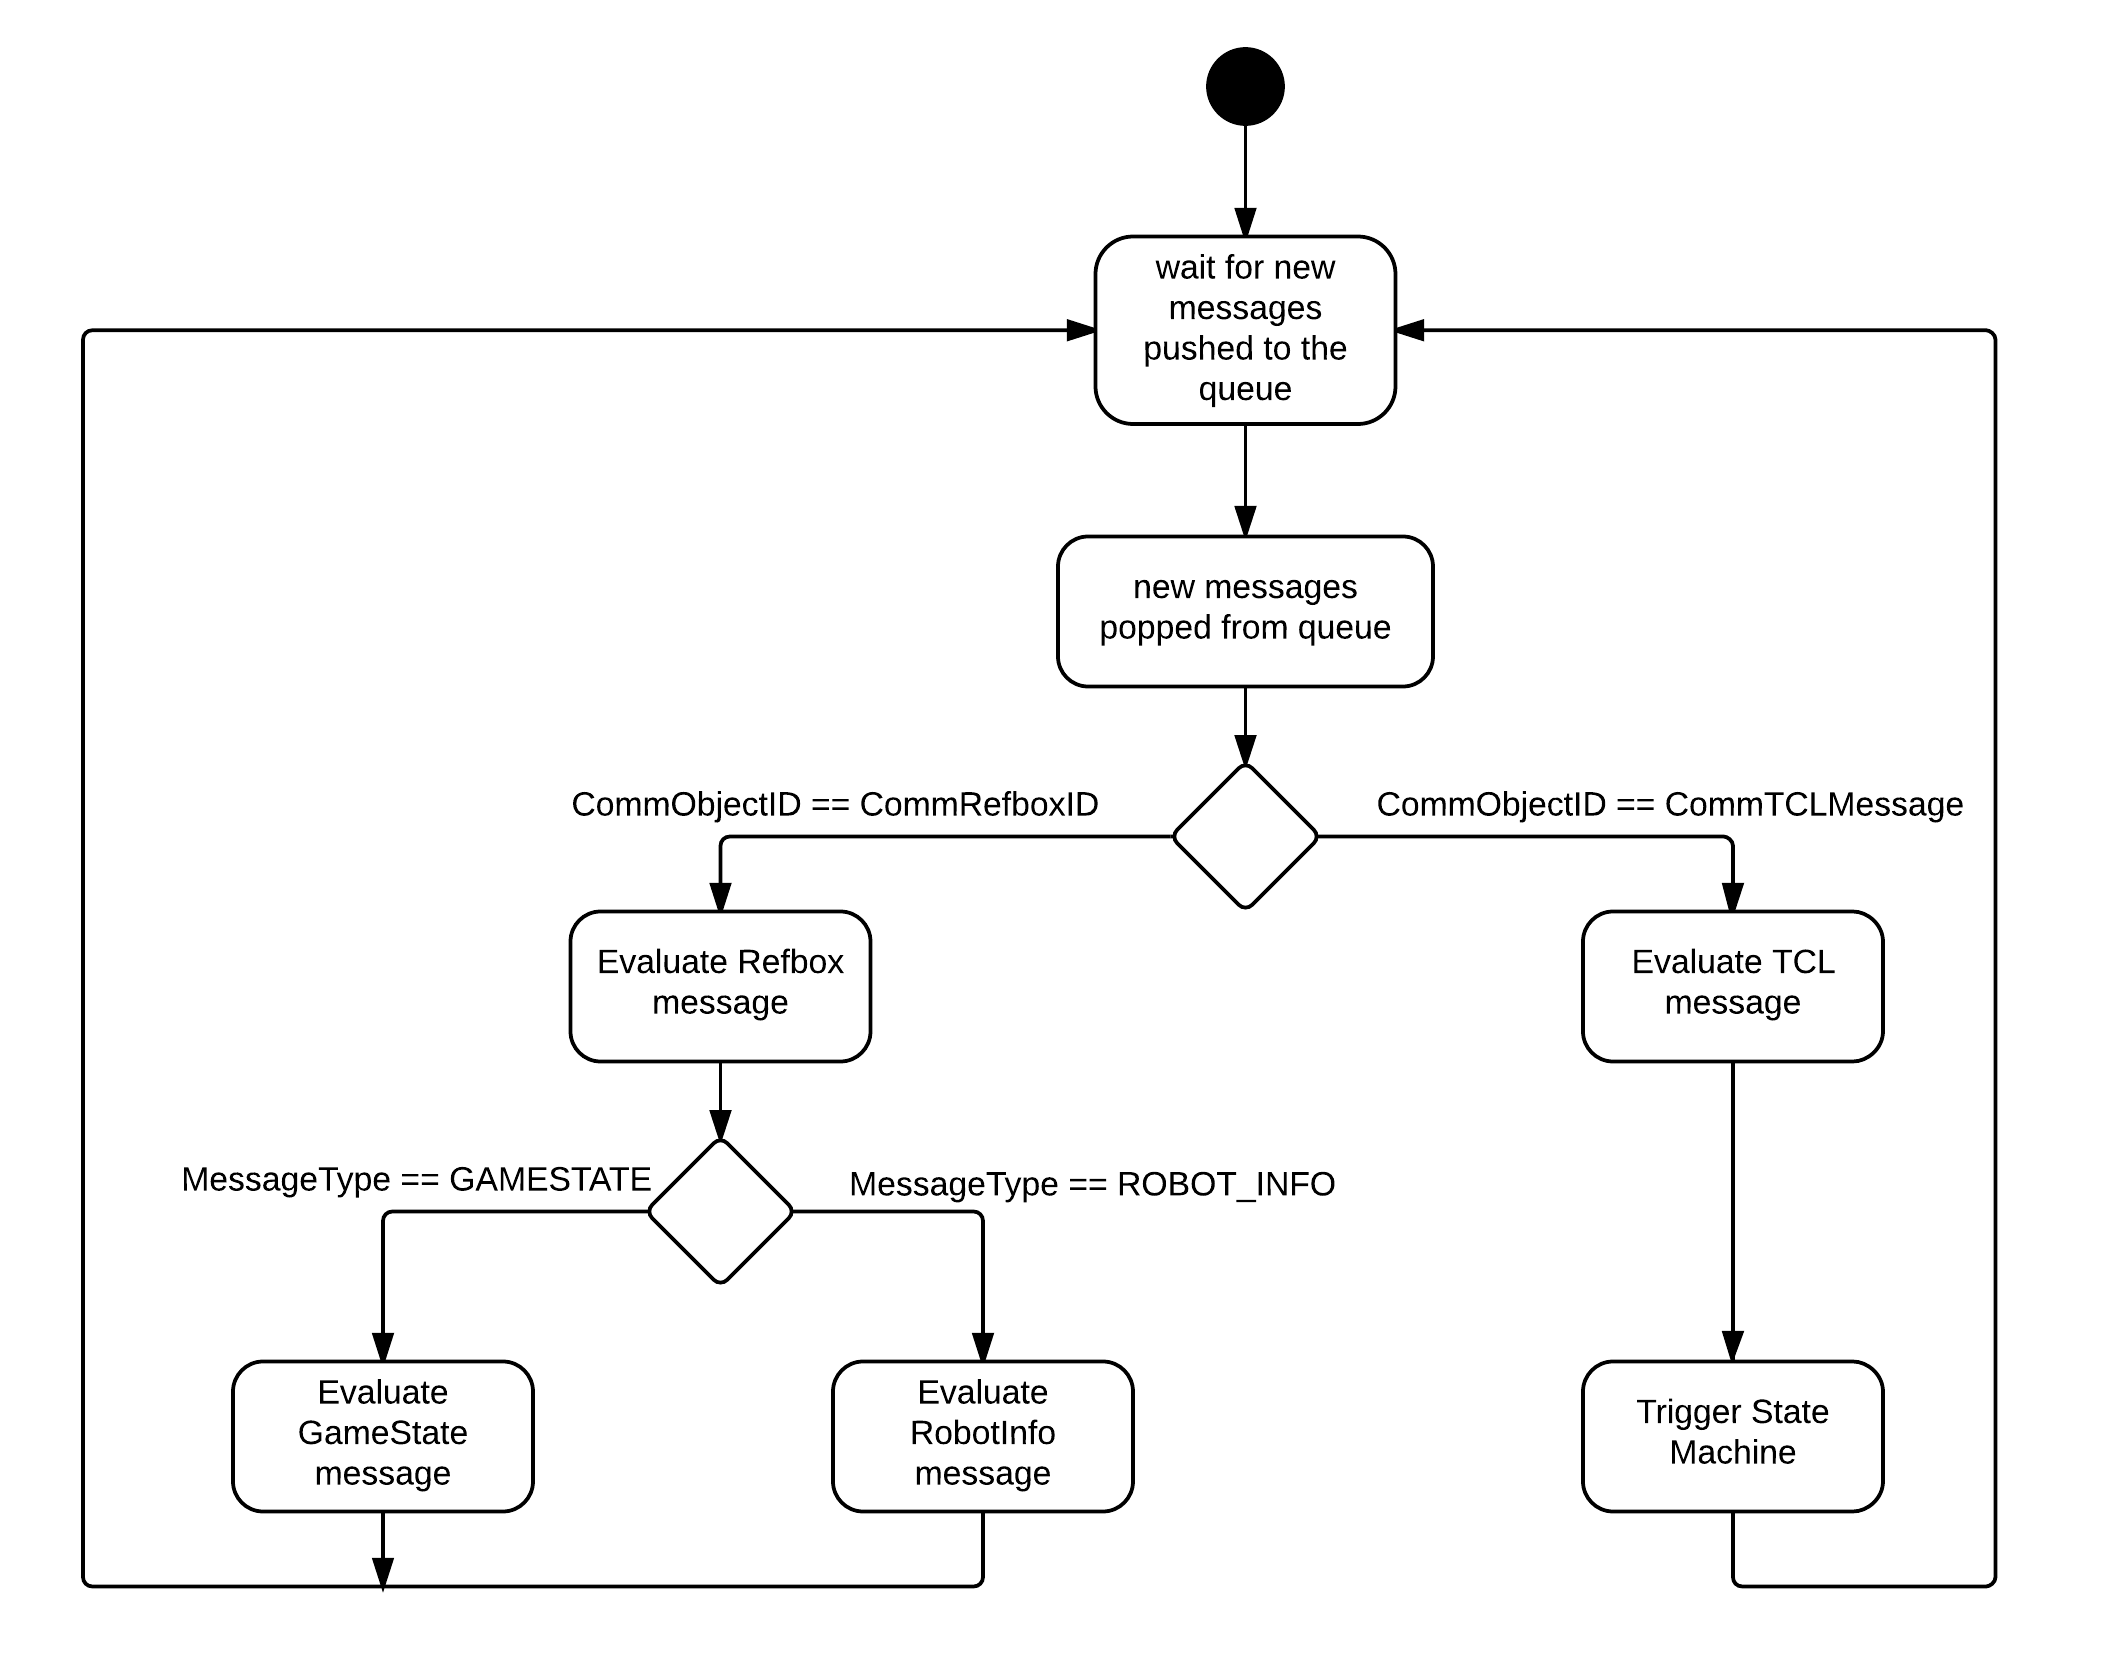 wait for new
messages
pushed to the
queue
new messages
popped from queue
CommObjectID == CommRefboxID
CommObjectID == CommTCLMessage
Evaluate Refbox
message
Evaluate TCL
message
MessageType == GAMESTATE
MessageType == ROBOT_INFO
Evaluate
GameState
message
Evaluate
RobotInfo
message
Trigger State
Machine